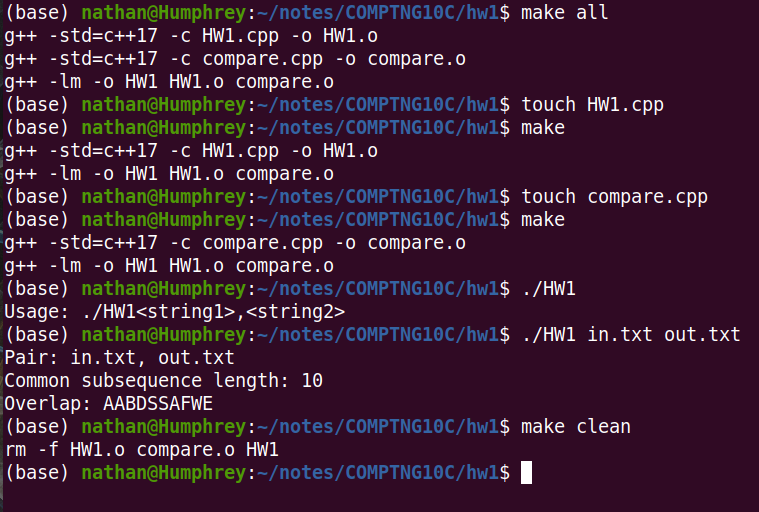 (base) nathan@Humphrey:~/notes/COMPTNG10C/hw1$ make all
g++ -std=c++17 -c HW1.cpp -o HW1.o
g++ -std=c++17 -c compare.cpp -o compare.o
g++ -lm -o HW1 HW1.o compare.o
(base) nathan@Humphrey:~/notes/COMPTNG10C/hw1$ touch HW1.cpp
(base) nathan@Humphrey:~/notes/COMPTNG10C/hw1$ make
g++ -std=c++17 -c HW1.cpp -o HW1.o
g++ -lm -o HW1 HW1.o compare.o
(base) nathan@Humphrey:~/notes/COMPTNG10C/hw1$ touch compare.cpp
(base) nathan@Humphrey:~/notes/COMPTNG10C/hw1$ make
g++ -std=c++17 -c compare.cpp -o compare.o
g++ -lm -o HW1 HW1.o compare.o
(base) nathan@Humphrey:~/notes/COMPTNG10C/hw1$ ./HW1
Usage: ./HW1<string1>,<string2>
(base) nathan@Humphrey:~/notes/COMPTNG10C/hw1$ ./HW1 in.txt out.txt
Pair: in.txt, out.txt
Common subsequence length: 10
Overlap: AABDSSAFWE
(base) nathan@Humphrey:~/notes/COMPTNG10C/hw1$ make clean
rm -f HW1.o compare.o HW1
(base) nathan@Humphrey:~/notes/COMPTNG10C/hw1$